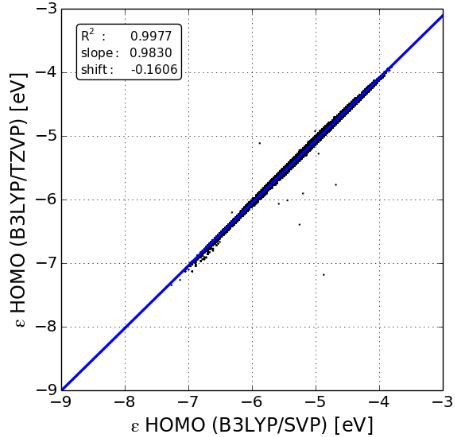 −3
R² : 0.9977
slope: 0.9830
shift: -0.1606
−4
−5
−6
−7
−8
−9
ε HOMO (B3LYP/TZVP) [eV]
−9 −8 −7 −6 −5 −4 −3
ε HOMO (B3LYP/SVP) [eV]